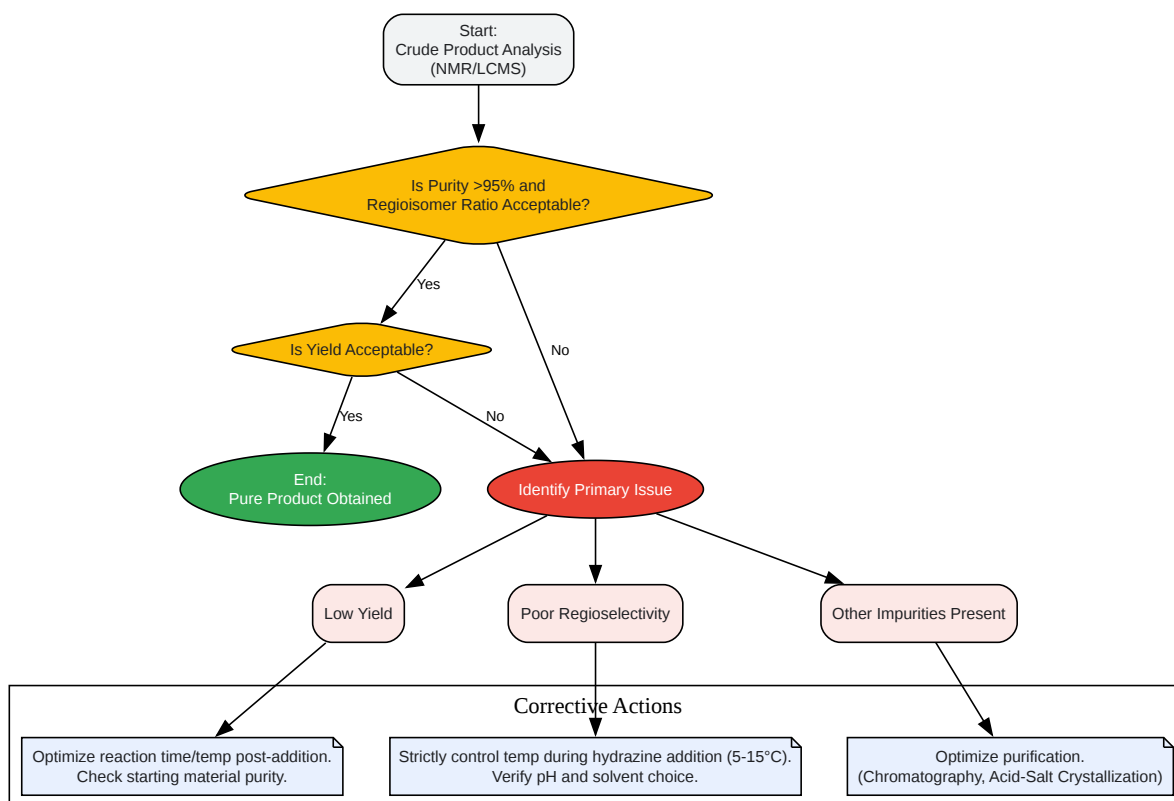 Start:
Crude Product Analysis
(NMR/LCMS)
Is Purity >95% and
Regioisomer Ratio Acceptable?
Yes
No
Is Yield Acceptable?
Yes
No
End:
Pure Product Obtained
Identify Primary Issue
Low Yield
Poor Regioselectivity
Other Impurities Present
Corrective Actions
Optimize reaction time/temp post-addition.
Check starting material purity.
Strictly control temp during hydrazine addition (5-15°C).
Verify pH and solvent choice.
Optimize purification.
(Chromatography, Acid-Salt Crystallization)